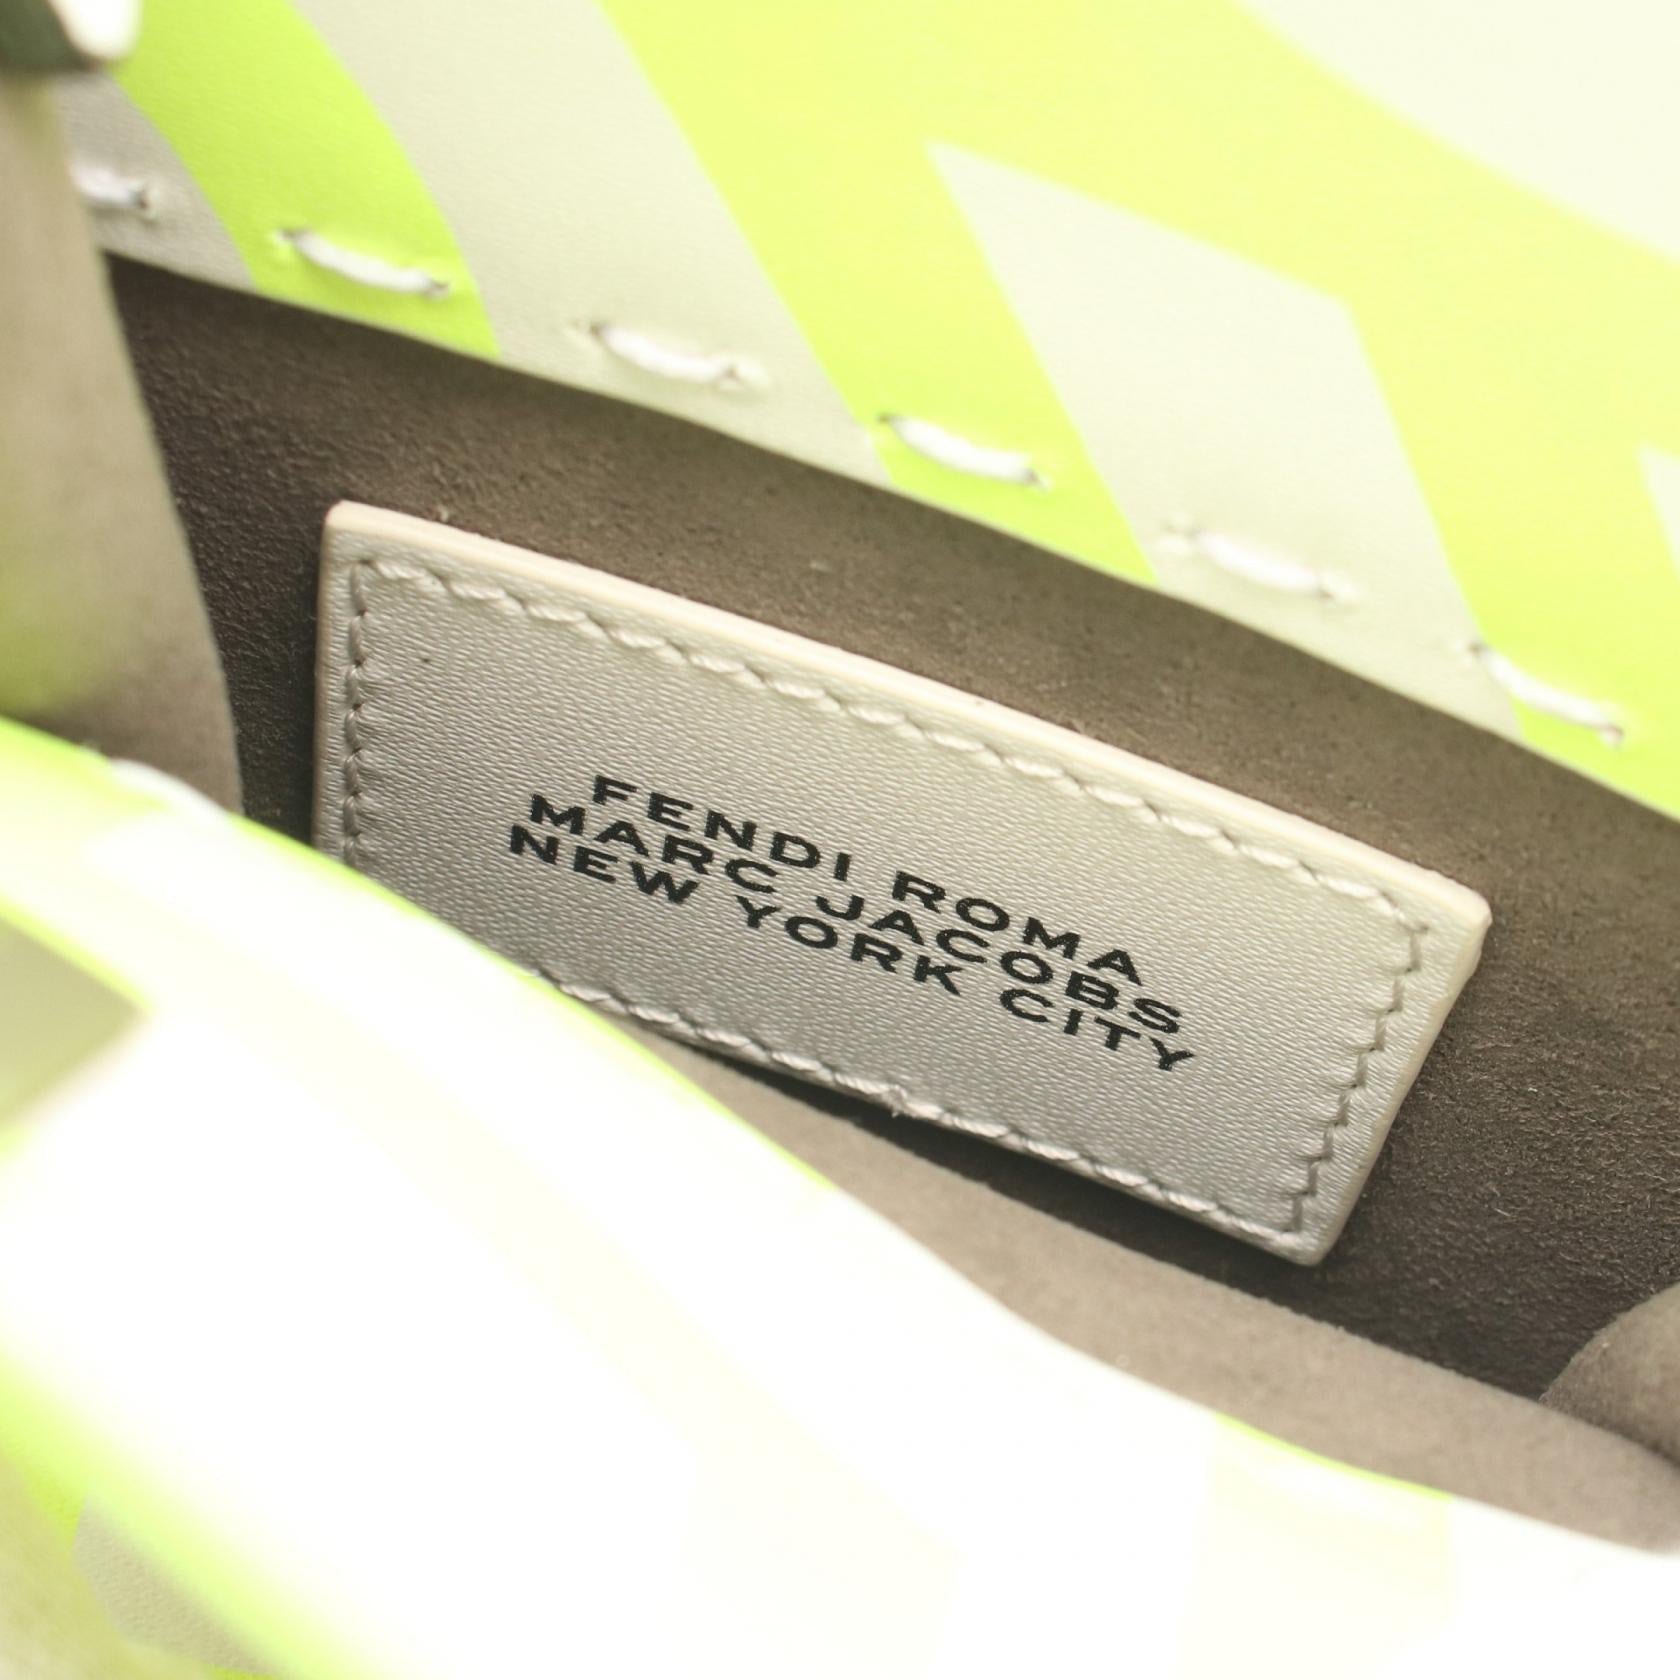 FENDI ROMA
MARC JACOBS
NEW YORK CITY